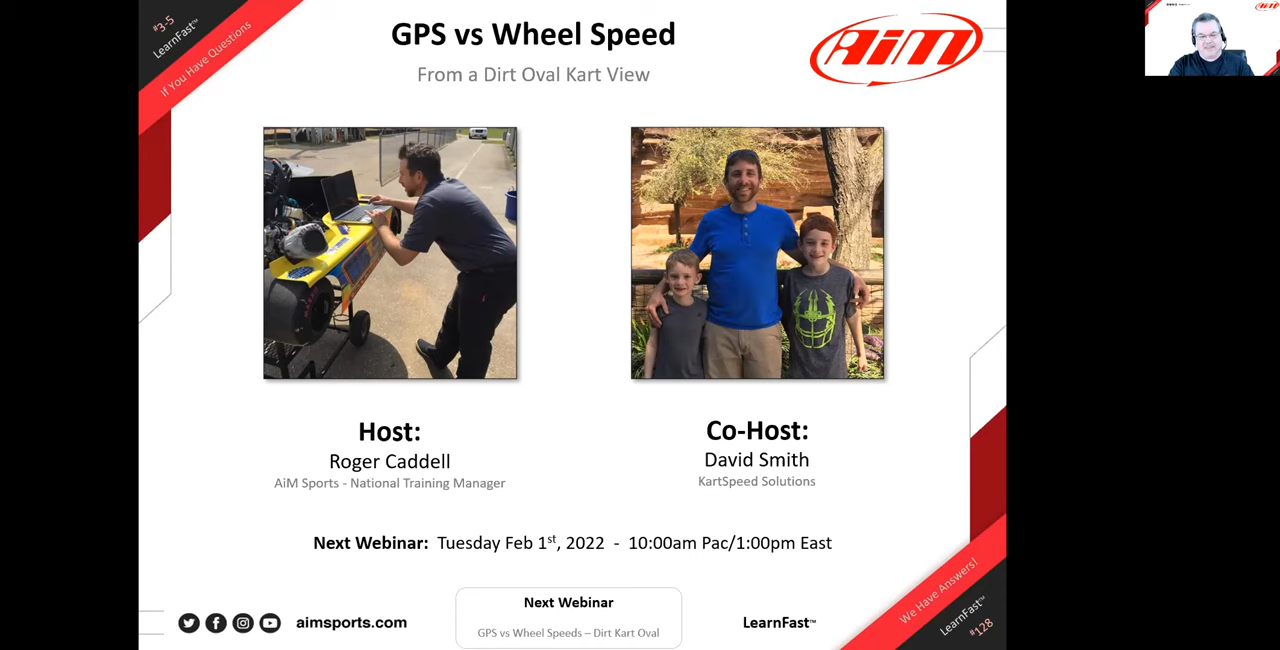 #3-5
LearnFast™
If You Have Questions
GPS vs Wheel Speed
From a Dirt Oval Kart View
AiM
Host:
Roger Caddell
AiM Sports - National Training Manager
Co-Host:
David Smith
KartSpeed Solutions
Next Webinar: Tuesday Feb 1st, 2022 - 10:00am Pac/1:00pm East
aimsports.com
Next Webinar
GPS vs Wheel Speeds – Dirt Kart Oval
LearnFast™
We Have Answers!
LearnFast™
#128